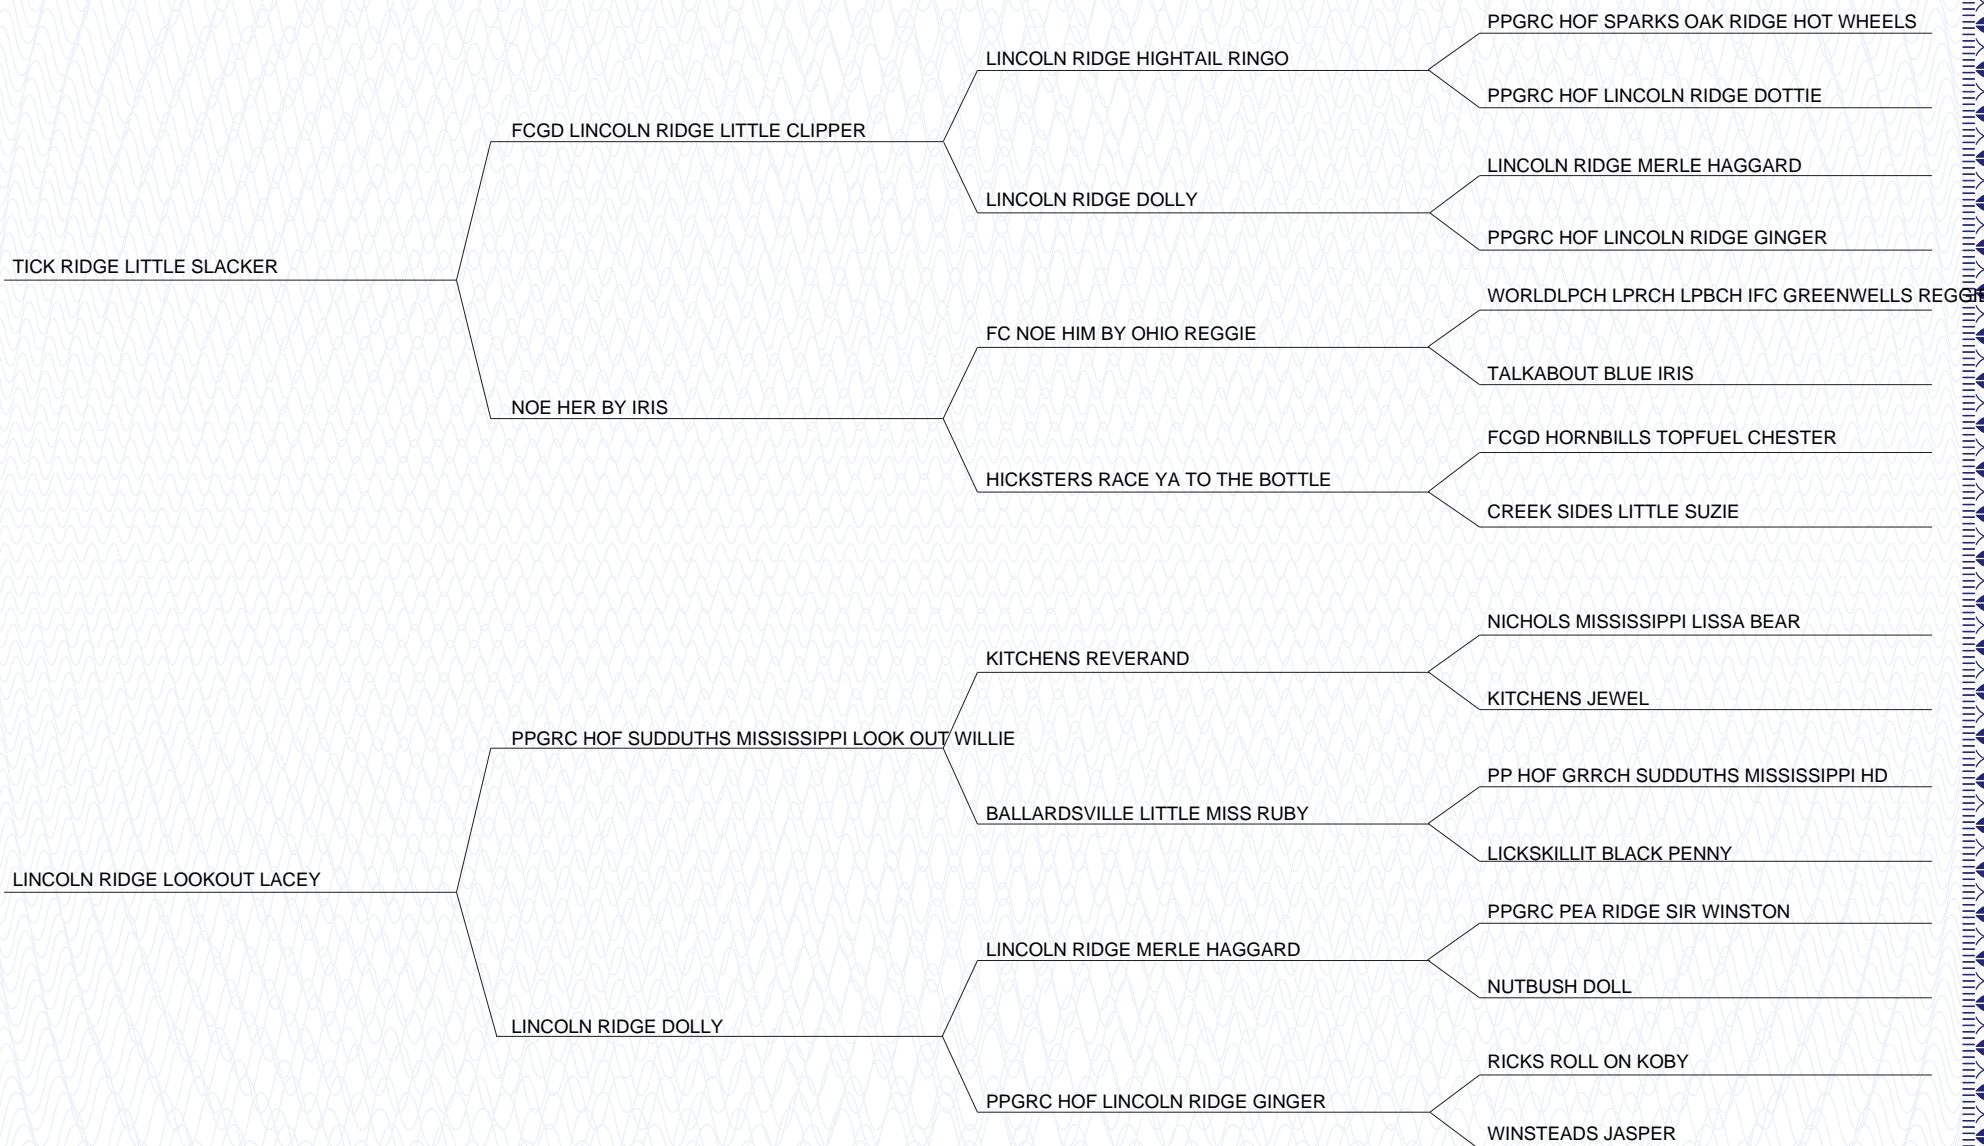 PPGRC HOF SPARKS OAK RIDGE HOT WHEELS
LINCOLN RIDGE HIGHTAIL RINGO
PPGRC HOF LINCOLN RIDGE DOTTIE
FCGD LINCOLN RIDGE LITTLE CLIPPER
LINCOLN RIDGE MERLE HAGGARD
LINCOLN RIDGE DOLLY
PPGRC HOF LINCOLN RIDGE GINGER
TICK RIDGE LITTLE SLACKER
WORLDLPCH LPRCH LPBCH IFC GREENWELLS
FC NOE HIM BY OHIO REGGIE
TALKABOUT BLUE IRIS
NOE HER BY IRIS
FCGD HORNBILLS TOPFUEL CHESTER
HICKSTERS RACE YA TO THE BOTTLE
CREEK SIDES LITTLE SUZIE
NICHOLS MISSISSIPPI LISSA BEAR
KITCHENS REVERAND
KITCHENS JEWEL
PPGRC HOF SUDDUTHS MISSISSIPPI LOOK OUT WILLIE
PP HOF GRRCH SUDDUTHS MISSISSIPPI HD
BALLARDSVILLE LITTLE MISS RUBY
LICKSKILLIT BLACK PENNY
LINCOLN RIDGE LOOKOUT LACEY
PPGRC PEA RIDGE SIR WINSTON
LINCOLN RIDGE MERLE HAGGARD
NUTBUSH DOLL
LINCOLN RIDGE DOLLY
RICKS ROLL ON KOBY
PPGRC HOF LINCOLN RIDGE GINGER
WINSTEADS JASPER